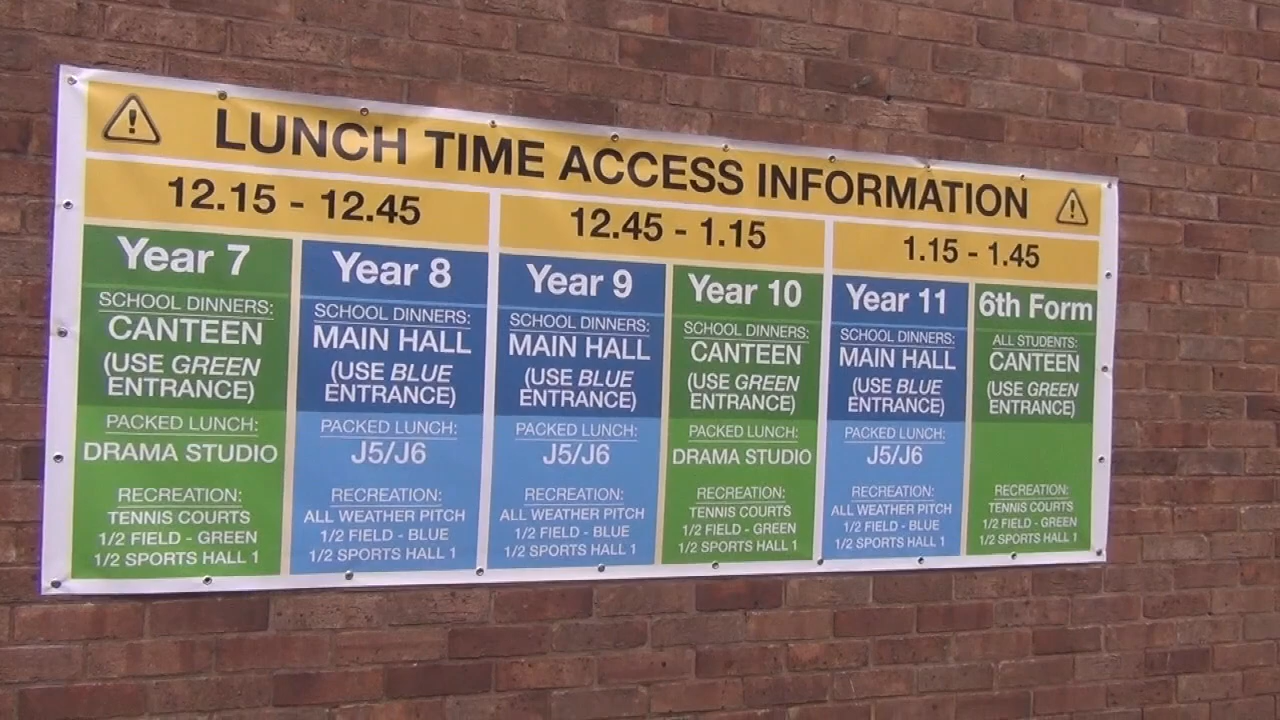 LUNCH TIME ACCESS INFORMATION
12.15 - 12.45
Year 7
SCHOOL DINNERS:
CANTEEN
(USE GREEN
ENTRANCE)
PACKED LUNCH:
DRAMA STUDIO
RECREATION:
TENNIS COURTS
1/2 FIELD - GREEN
1/2 SPORTS HALL 1
Year 8
SCHOOL DINNERS:
MAIN HALL
(USE BLUE
ENTRANCE)
PACKED LUNCH:
J5/J6
RECREATION:
ALL WEATHER PITCH
1/2 FIELD - BLUE
1/2 SPORTS HALL 1
12.45 - 1.15
Year 9
SCHOOL DINNERS:
MAIN HALL
(USE BLUE
ENTRANCE)
PACKED LUNCH:
J5/J6
RECREATION:
ALL WEATHER PITCH
1/2 FIELD - BLUE
1/2 SPORTS HALL 1
Year 10
SCHOOL DINNERS:
CANTEEN
(USE GREEN
ENTRANCE)
PACKED LUNCH:
DRAMA STUDIO
RECREATION:
TENNIS COURTS
1/2 FIELD - GREEN
1/2 SPORTS HALL 1
1.15 - 1.45
Year 11
SCHOOL DINNERS:
MAIN HALL
(USE BLUE
ENTRANCE)
PACKED LUNCH:
J5/J6
RECREATION:
ALL WEATHER PITCH
1/2 FIELD - BLUE
1/2 SPORTS HALL 1
6th Form
ALL STUDENTS:
CANTEEN
(USE GREEN
ENTRANCE)
RECREATION:
TENNIS COURTS
1/2 FIELD - GREEN
1/2 SPORTS HALL 1